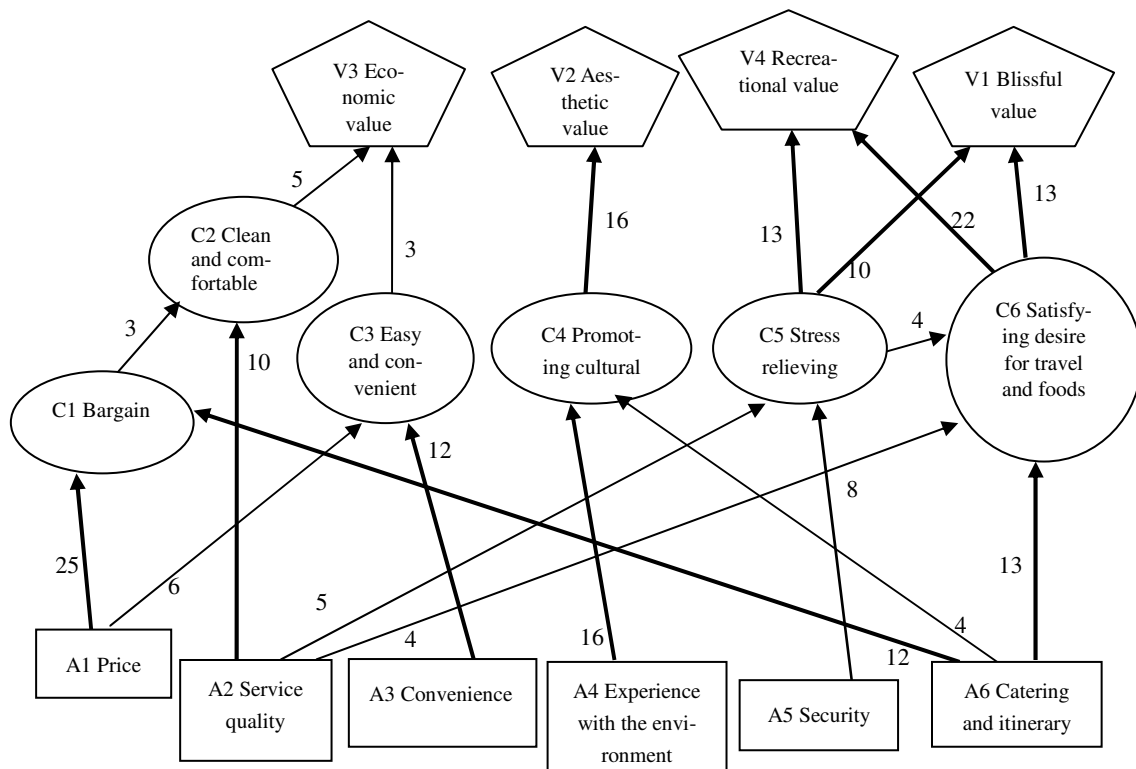 V3 Eco-
nomic
value
V2 Aes-
thetic
value
V4 Recrea-
tional value
V1 Blissful
value
5
3
16
13
10
22
13
C2 Clean
and com-
fortable
C3 Easy
and con-
venient
C4 Promot-
ing cultural
C5 Stress
relieving
4
C6 Satisfy-
ing desire
for travel
and foods
3
10
C1 Bargain
12
8
25
6
5
4
16
12
4
13
A1 Price
A2 Service
quality
A3 Convenience
A4 Experience
with the envi-
ronment
A5 Security
A6 Catering
and itinerary